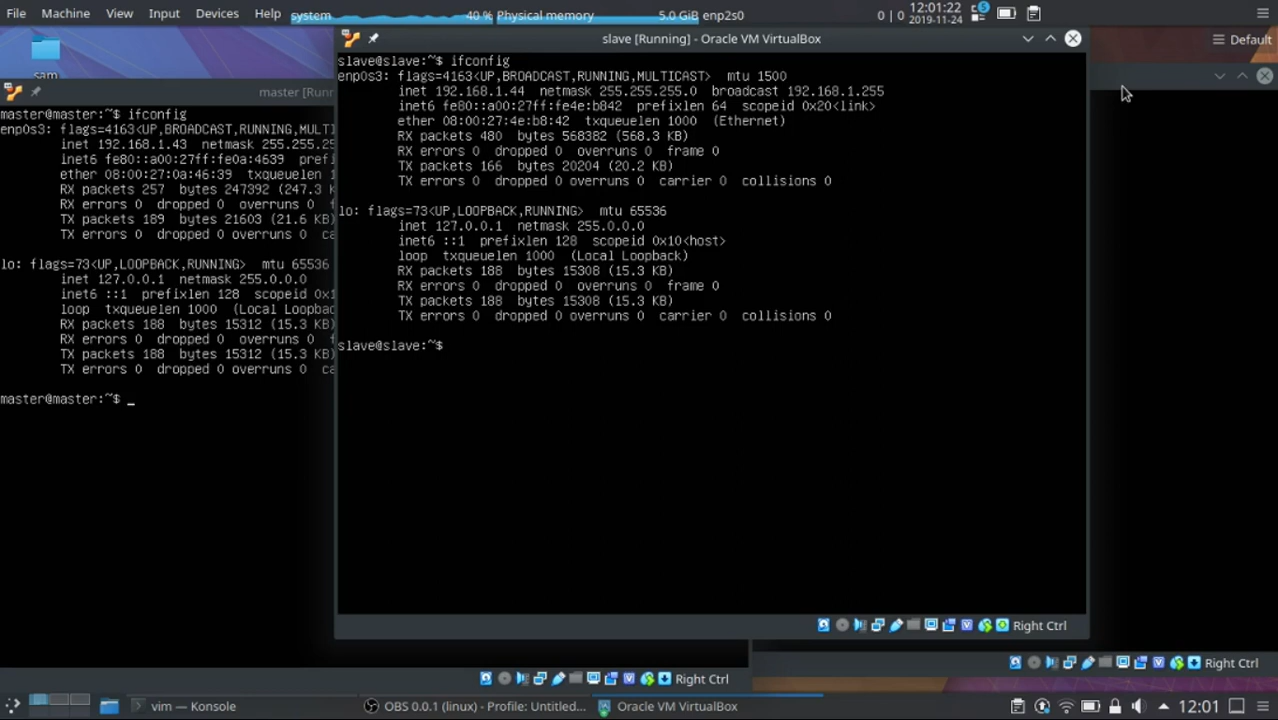 File Machine View Input Devices Help system 40 % Physical memory 5.0 GiB enp2s0 0 | 0 12:01:22 2019-11-24 5
sam
Default
slave [Running] - Oracle VM VirtualBox
slave@slave:~$ ifconfig
enp0s3: flags=4163<UP,BROADCAST,RUNNING,MULTICAST> mtu 1500
inet 192.168.1.44 netmask 255.255.255.0 broadcast 192.168.1.255
inet6 fe80::a00:27ff:fe4e:b842 prefixlen 64 scopeid 0x20<link>
ether 08:00:27:4e:b8:42 txqueuelen 1000 (Ethernet)
RX packets 480 bytes 568382 (568.3 KB)
RX errors 0 dropped 0 overruns 0 frame 0
TX packets 166 bytes 20204 (20.2 KB)
TX errors 0 dropped 0 overruns 0 carrier 0 collisions 0
lo: flags=73<UP,LOOPBACK,RUNNING> mtu 65536
inet 127.0.0.1 netmask 255.0.0.0
inet6 ::1 prefixlen 128 scopeid 0x10<host>
loop txqueuelen 1000 (Local Loopback)
RX packets 188 bytes 15308 (15.3 KB)
RX errors 0 dropped 0 overruns 0 frame 0
TX packets 188 bytes 15308 (15.3 KB)
TX errors 0 dropped 0 overruns 0 carrier 0 collisions 0
slave@slave:~$
Right Ctrl
master [Runn
master@master:~$ ifconfig
enp0s3: flags=4163<UP,BROADCAST,RUNNING,MULTI
inet 192.168.1.43 netmask 255.255.25
inet6 fe80::a00:27ff:fe0a:4639 prefi
ether 08:00:27:0a:46:39 txqueuelen 1
RX packets 257 bytes 247392 (247.3 K
RX errors 0 dropped 0 overruns 0 f
TX packets 189 bytes 21603 (21.6 KB)
TX errors 0 dropped 0 overruns 0 ca
lo: flags=73<UP,LOOPBACK,RUNNING> mtu 65536
inet 127.0.0.1 netmask 255.0.0.0
inet6 ::1 prefixlen 128 scopeid 0x1
loop txqueuelen 1000 (Local Loopbac
RX packets 188 bytes 15312 (15.3 KB)
RX errors 0 dropped 0 overruns 0 f
TX packets 188 bytes 15312 (15.3 KB)
TX errors 0 dropped 0 overruns 0 ca
master@master:~$ _
Right Ctrl
Right Ctrl
vim — Konsole OBS 0.0.1 (linux) - Profile: Untitled... Oracle VM VirtualBox 12:01